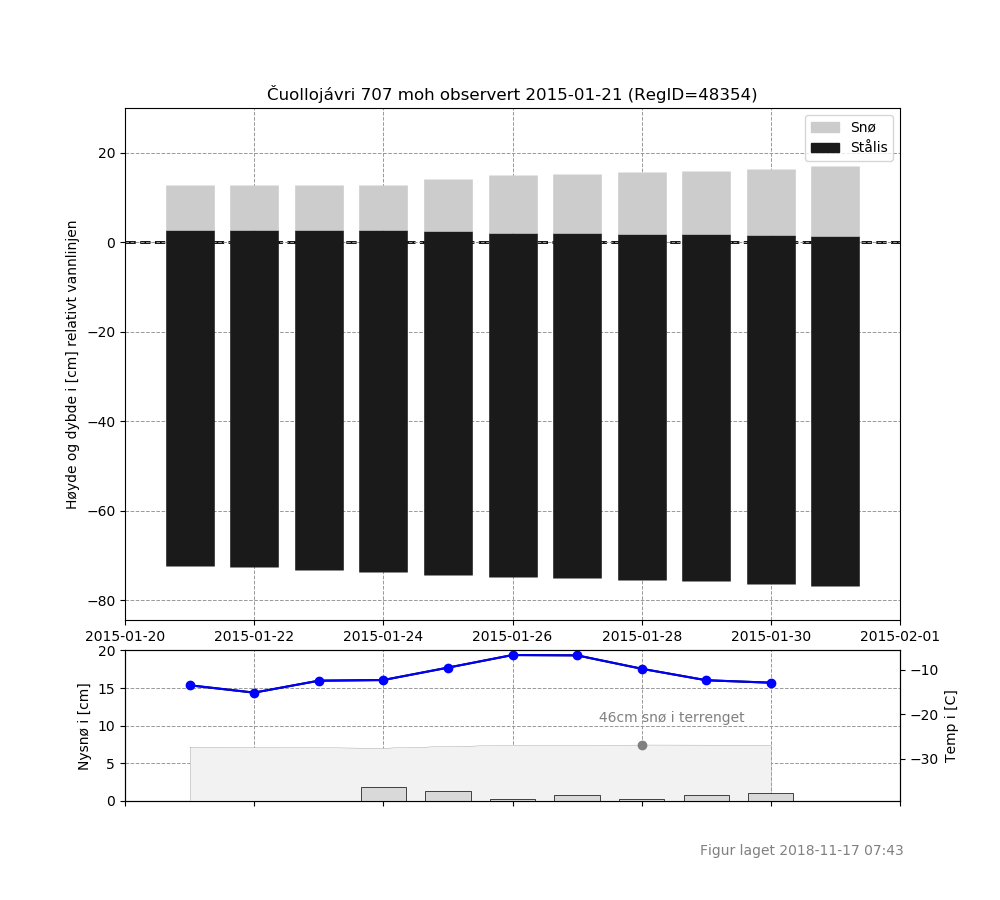 Čuollojávri 707 moh observert 2015-01-21 (RegID=48354)
Snø
Stålis
20
0
−20
−40
−60
−80
Høyde og dybde i [cm] relativt vannlinjen
2015-01-20 2015-01-22 2015-01-24 2015-01-26 2015-01-28 2015-01-30 2015-02-01
20
15
10
5
0
Nysnø i [cm]
46cm snø i terrenget
−10
−20
−30
Temp i [C]
Figur laget 2018-11-17 07:43